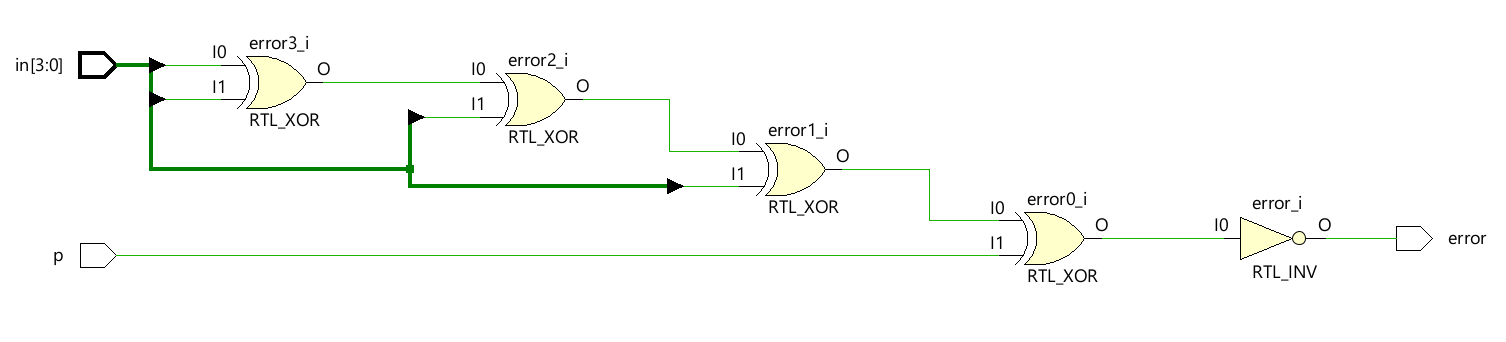 error3_i
in[3:0]
I0
O
I1
RTL_XOR
error2_i
I0
O
I1
RTL_XOR
error1_i
I0
O
I1
RTL_XOR
error0_i
I0
O
I1
RTL_XOR
p
error_i
I0
O
RTL_INV
error